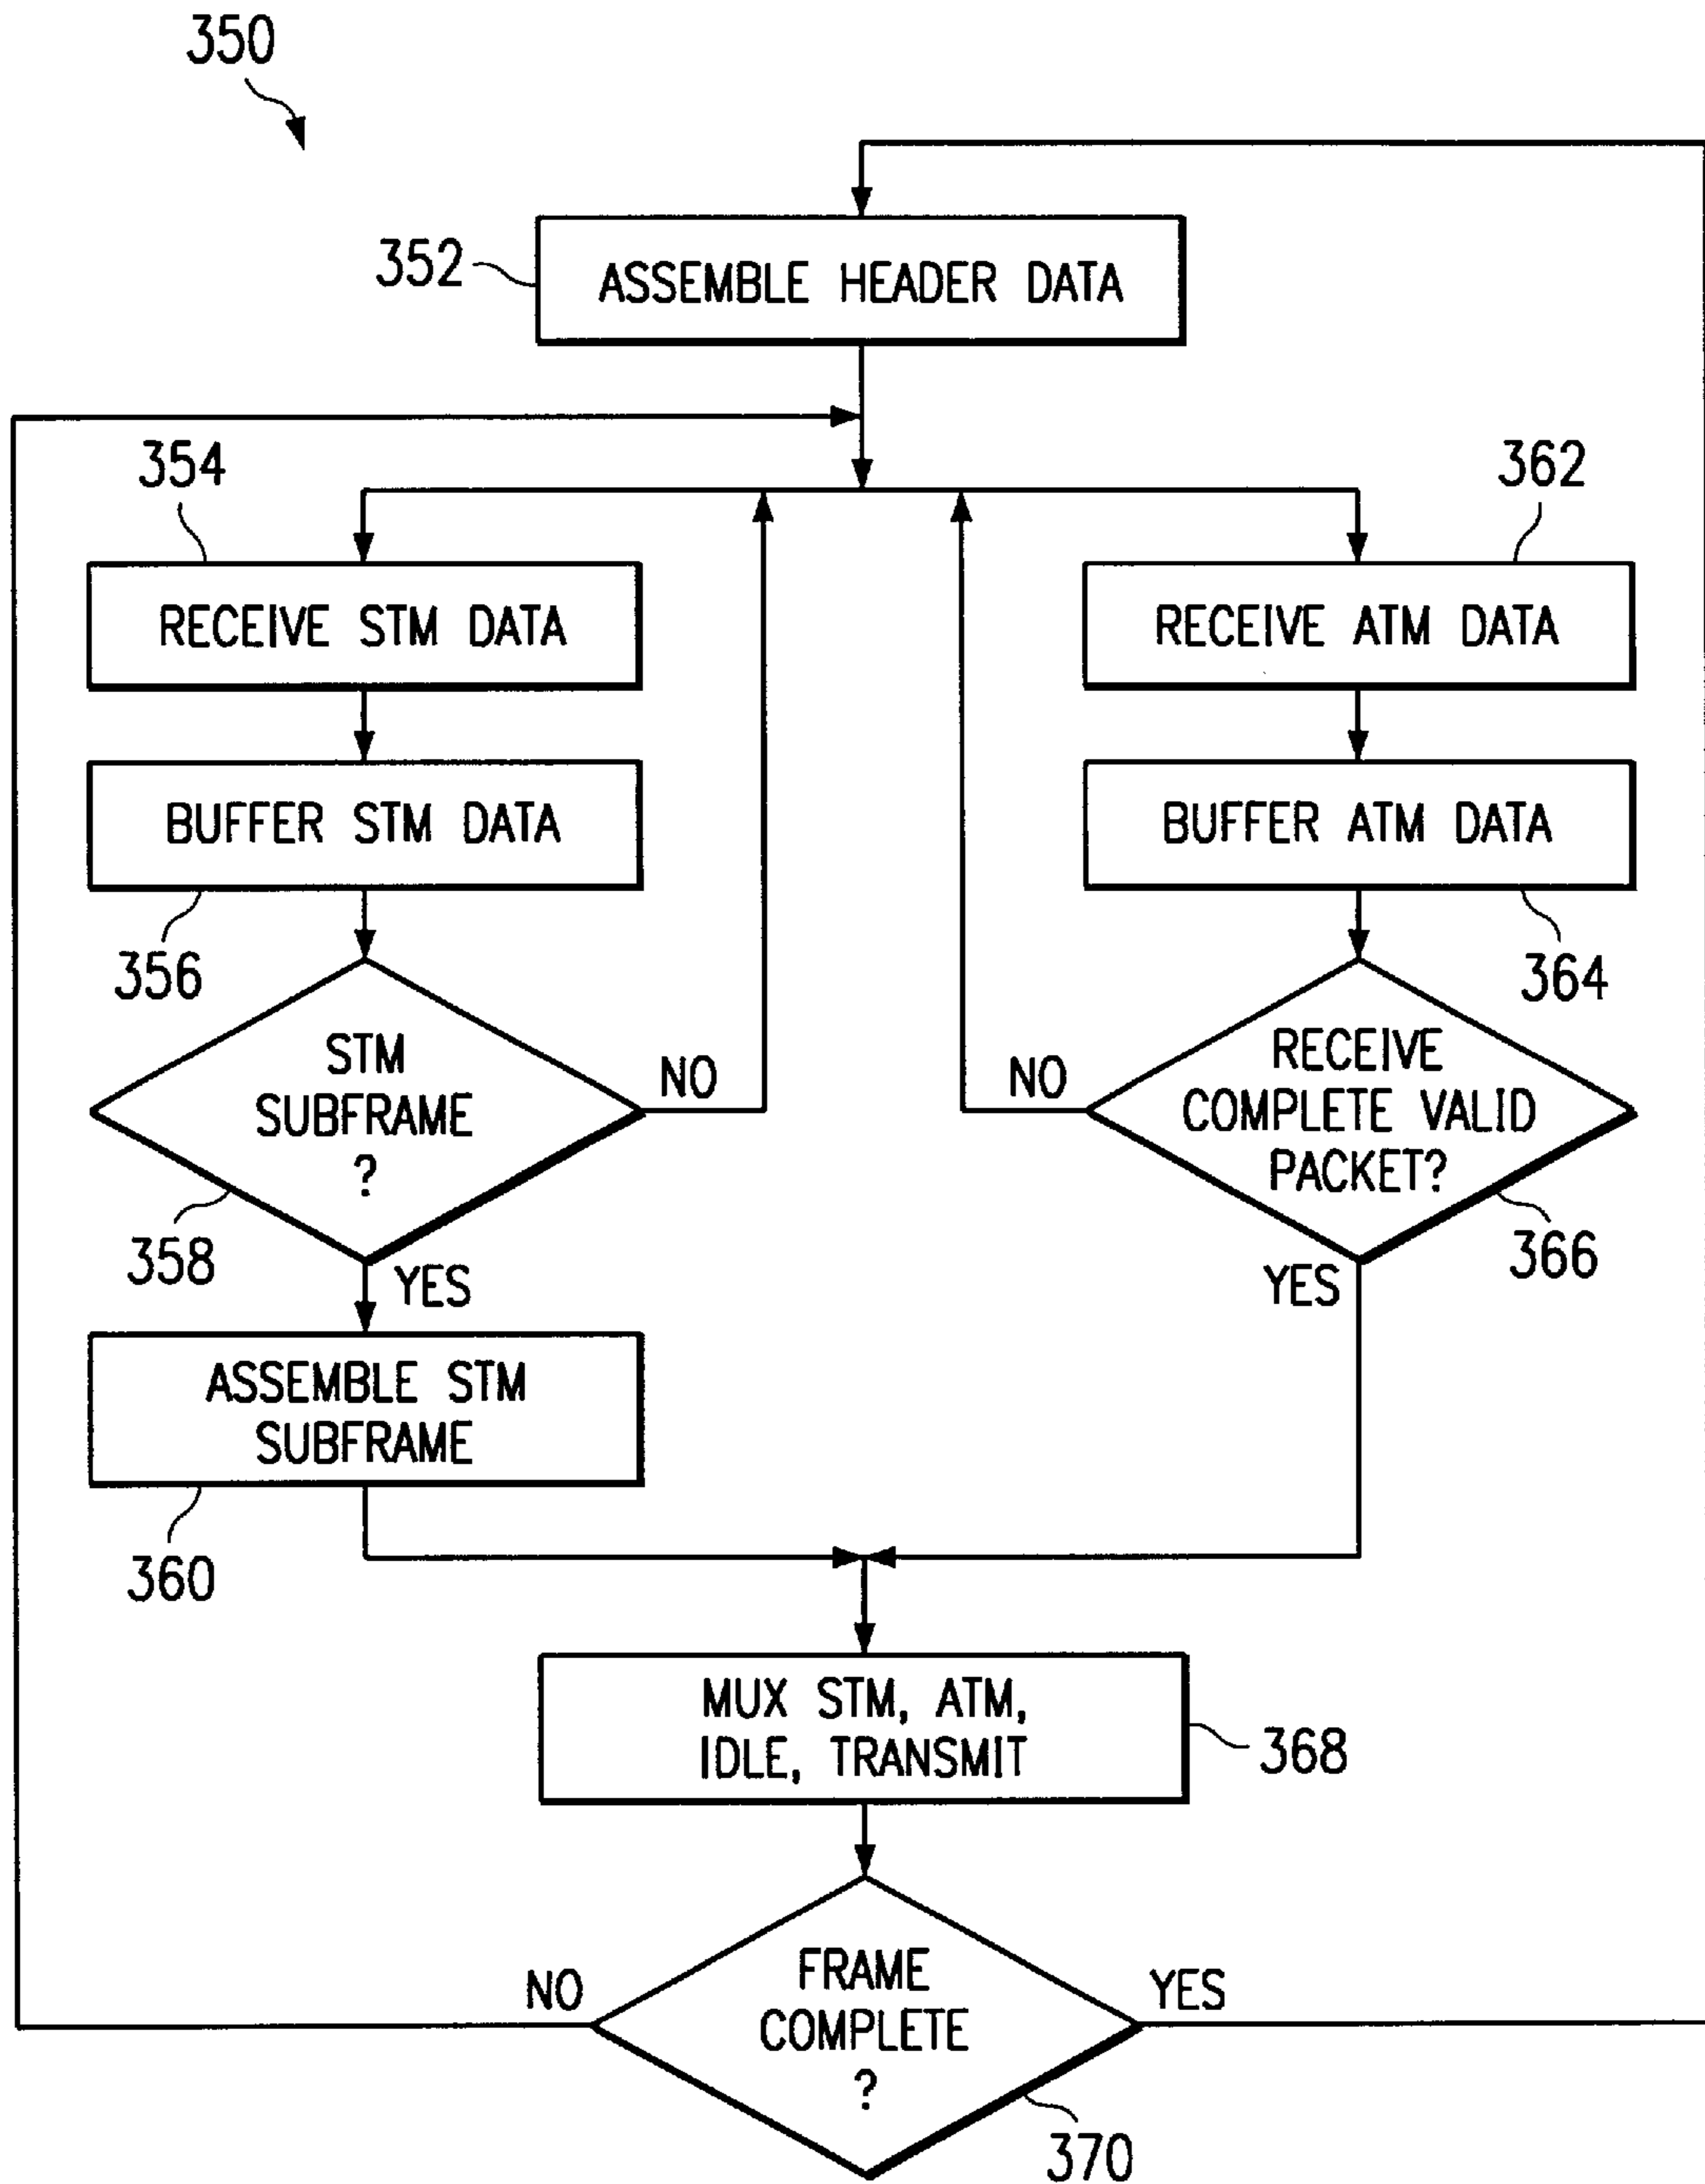 350
352
ASSEMBLE HEADER DATA
354
362
RECEIVE STM DATA
RECEIVE ATM DATA
BUFFER STM DATA
BUFFER ATM DATA
356
364
STM
SUBFRAME
?
NO
NO
RECEIVE
COMPLETE VALID
PACKET?
358
YES
YES
366
ASSEMBLE STM
SUBFRAME
360
MUX STM, ATM,
IDLE, TRANSMIT
368
NO
FRAME
COMPLETE
?
YES
370